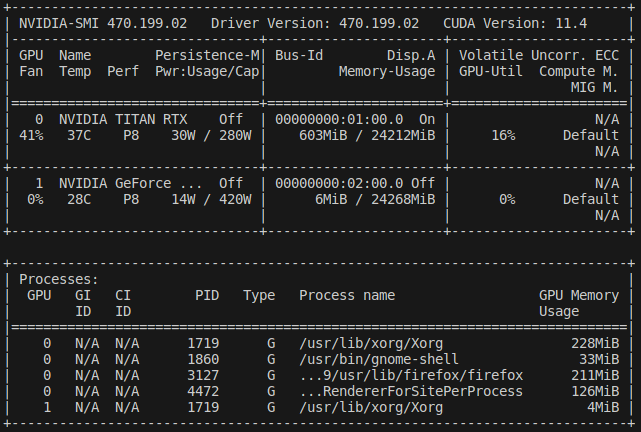 +-----------------------------------------------------------------------------+
| NVIDIA-SMI 470.199.02   Driver Version: 470.199.02   CUDA Version: 11.4     |
|-------------------------------+----------------------+----------------------+
| GPU  Name        Persistence-M| Bus-Id        Disp.A | Volatile Uncorr. ECC |
| Fan  Temp  Perf  Pwr:Usage/Cap|         Memory-Usage | GPU-Util  Compute M. |
|                               |                      |               MIG M. |
|===============================+======================+======================|
|   0  NVIDIA TITAN RTX    Off  | 00000000:01:00.0  On |                  N/A |
| 41%   37C    P8    30W / 280W |    603MiB / 24212MiB |     16%      Default |
|                               |                      |                  N/A |
+-------------------------------+----------------------+----------------------+
|   1  NVIDIA GeForce ...  Off  | 00000000:02:00.0 Off |                  N/A |
|  0%   28C    P8    14W / 420W |      6MiB / 24268MiB |      0%      Default |
|                               |                      |                  N/A |
+-------------------------------+----------------------+----------------------+
+-----------------------------------------------------------------------------+
| Processes:                                                                  |
|  GPU   GI   CI        PID   Type   Process name                  GPU Memory |
|        ID   ID                                                   Usage      |
|=============================================================================|
|    0   N/A  N/A      1719      G   /usr/lib/xorg/Xorg                228MiB |
|    0   N/A  N/A      1860      G   /usr/bin/gnome-shell               33MiB |
|    0   N/A  N/A      3127      G   ...9/usr/lib/firefox/firefox      211MiB |
|    0   N/A  N/A      4472      G   ...RendererForSitePerProcess      126MiB |
|    1   N/A  N/A      1719      G   /usr/lib/xorg/Xorg                  4MiB |
+-----------------------------------------------------------------------------+